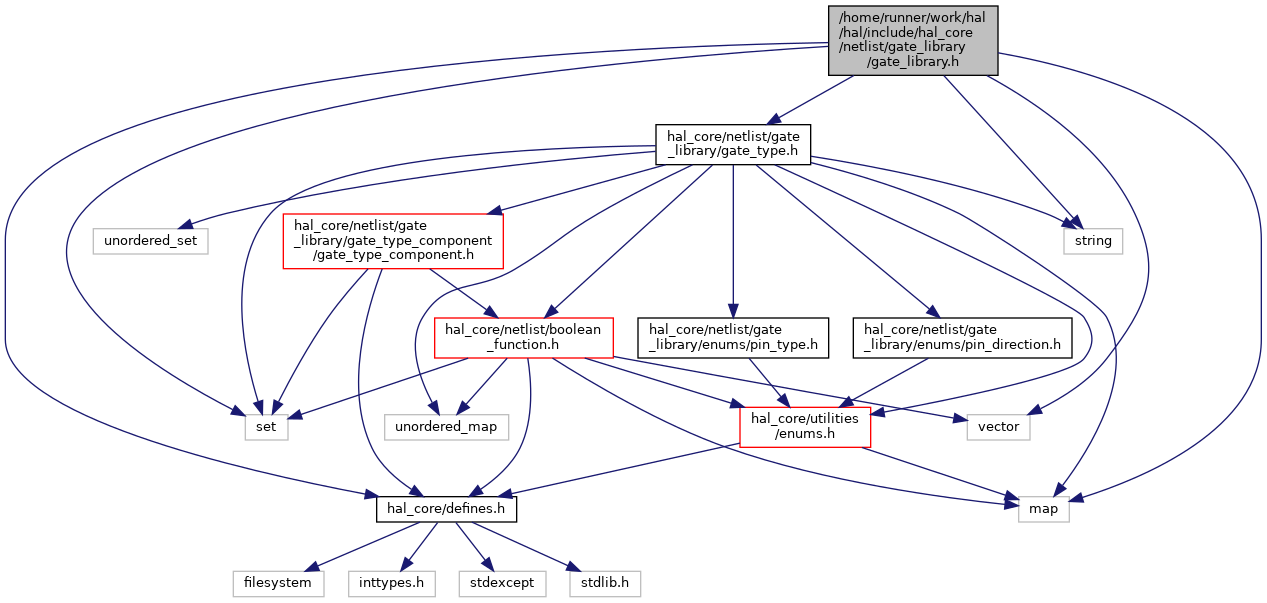 /home/runner/work/hal
/hal/include/hal_core
/netlist/gate_library
/gate_library.h
hal_core/netlist/gate
_library/gate_type.h
hal_core/netlist/gate
_library/gate_type_component
/gate_type_component.h
unordered_set
string
hal_core/netlist/boolean
_function.h
hal_core/netlist/gate
_library/enums/pin_type.h
hal_core/netlist/gate
_library/enums/pin_direction.h
set
unordered_map
hal_core/utilities
/enums.h
vector
hal_core/defines.h
map
filesystem
inttypes.h
stdexcept
stdlib.h